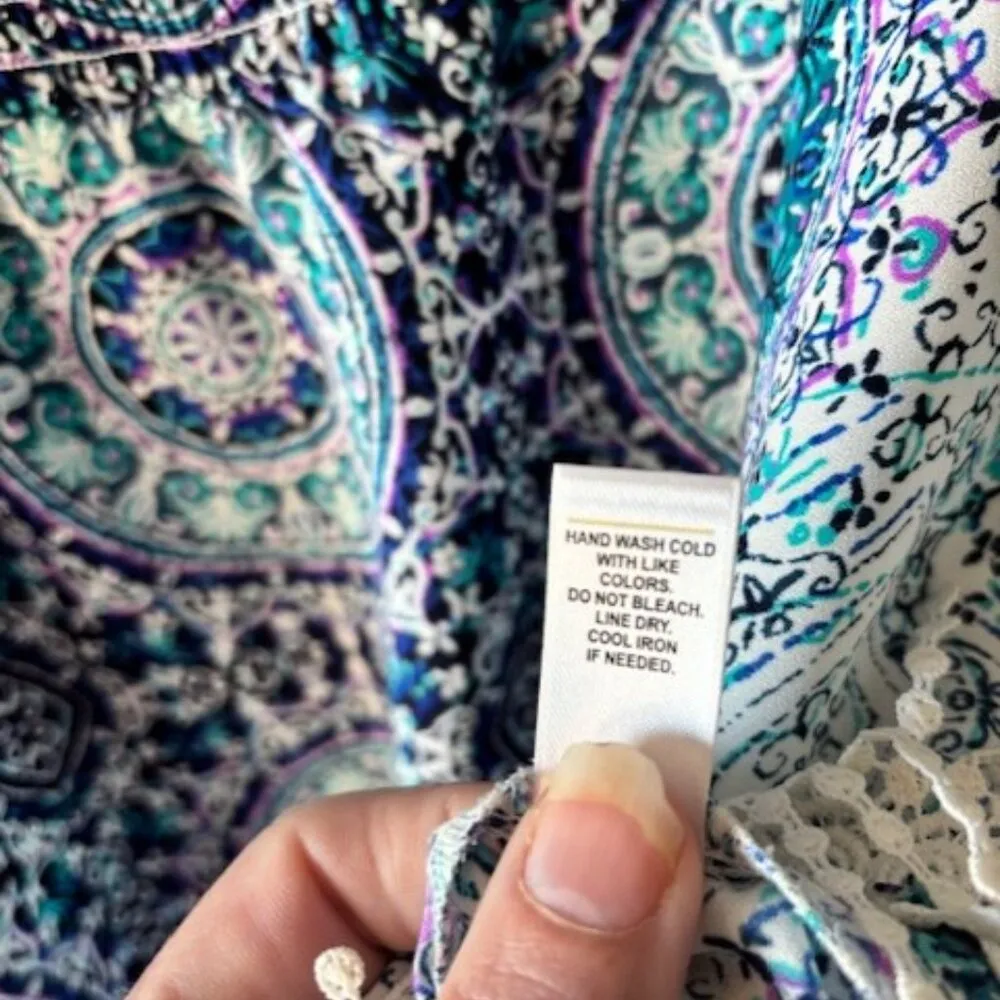 HAND WASH COLD
WITH LIKE
COLORS.
DO NOT BLEACH.
LINE DRY.
COOL IRON
IF NEEDED.